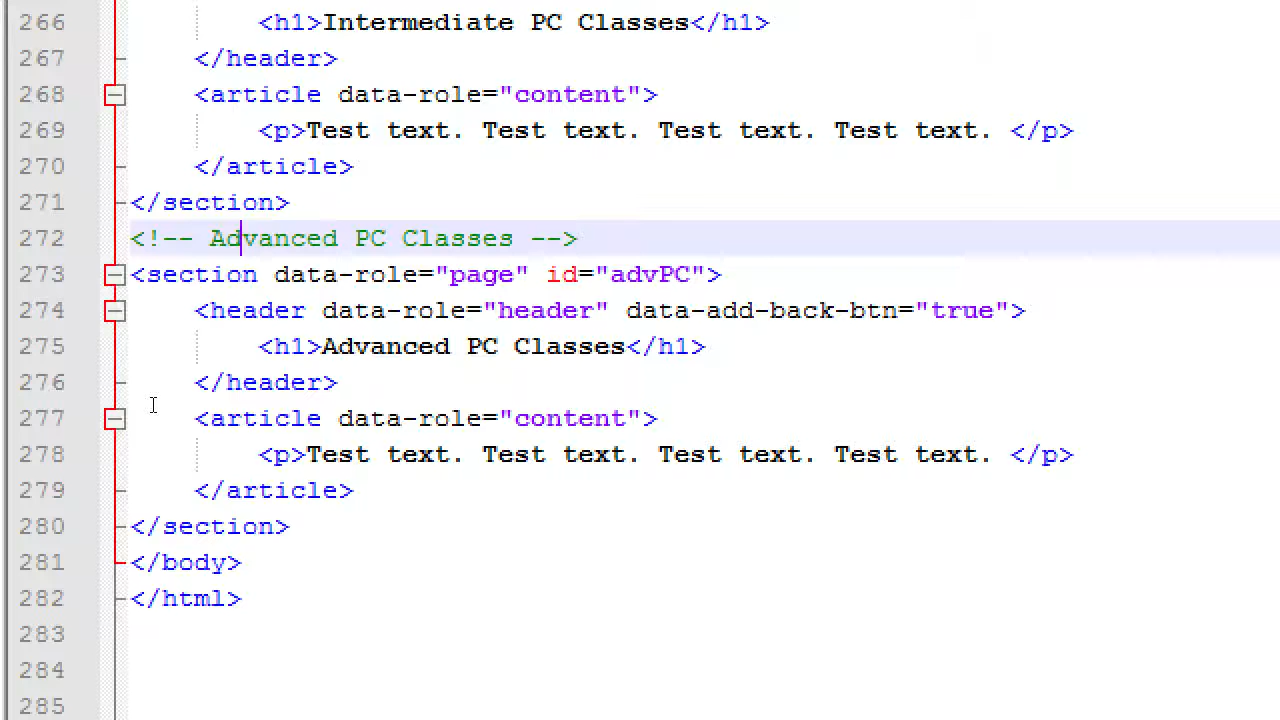 266 <h1>Intermediate PC Classes</h1>
267 </header>
268 <article data-role="content">
269 <p>Test text. Test text. Test text. Test text. </p>
270 </article>
271 </section>
272 <!-- Advanced PC Classes -->
273 <section data-role="page" id="advPC">
274 <header data-role="header" data-add-back-btn="true">
275 <h1>Advanced PC Classes</h1>
276 </header>
277 <article data-role="content">
278 <p>Test text. Test text. Test text. Test text. </p>
279 </article>
280 </section>
281 </body>
282 </html>
283
284
285